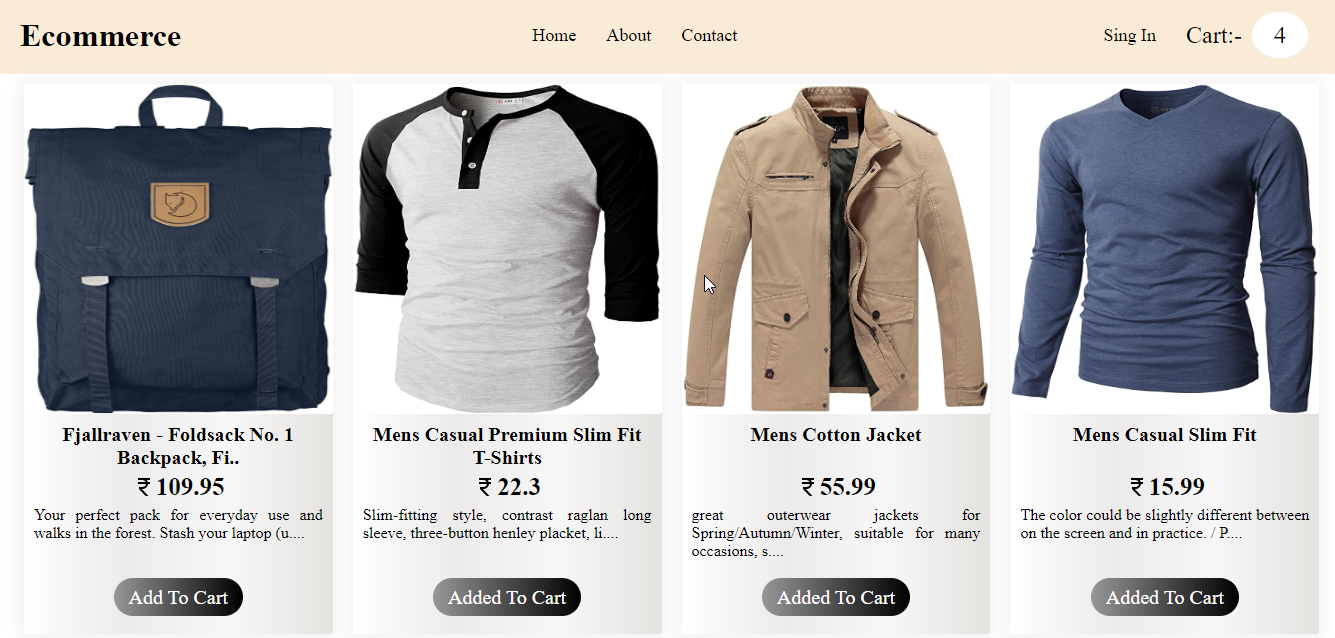 Ecommerce
Home About Contact
Sing In Cart:- 4
Fjallraven - Foldsack No. 1
Backpack, Fi..
₹ 109.95
Your perfect pack for everyday use and
walks in the forest. Stash your laptop (u....
Add To Cart
Mens Casual Premium Slim Fit
T-Shirts
₹ 22.3
Slim-fitting style, contrast raglan long
sleeve, three-button henley placket, li....
Added To Cart
Mens Cotton Jacket
₹ 55.99
great outerwear jackets for
Spring/Autumn/Winter, suitable for many
occasions, s....
Added To Cart
Mens Casual Slim Fit
₹ 15.99
The color could be slightly different between
on the screen and in practice. / P....
Added To Cart